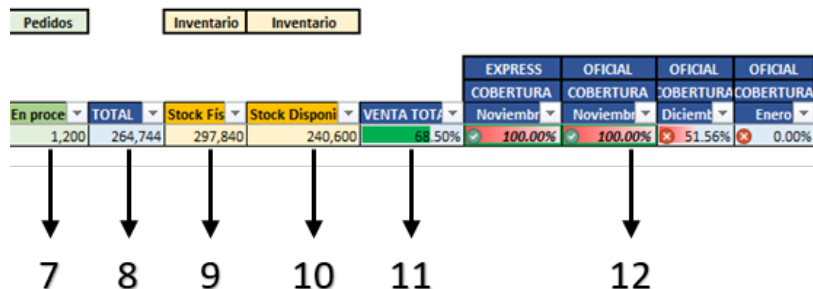 Pedidos Inventario Inventario
EXPRESS OFICIAL OFICIAL OFICIAL
COBERTURA COBERTURA COBERTURA COBERTURA
En proce TOTAL Stock Fís Stock Disponi VENTA TOTA Noviembr Noviembr Diciemb Enero
1,200 264,744 297,840 240,600 68.50% 100.00% 100.00% 51.56% 0.00%
7 8 9 10 11 12